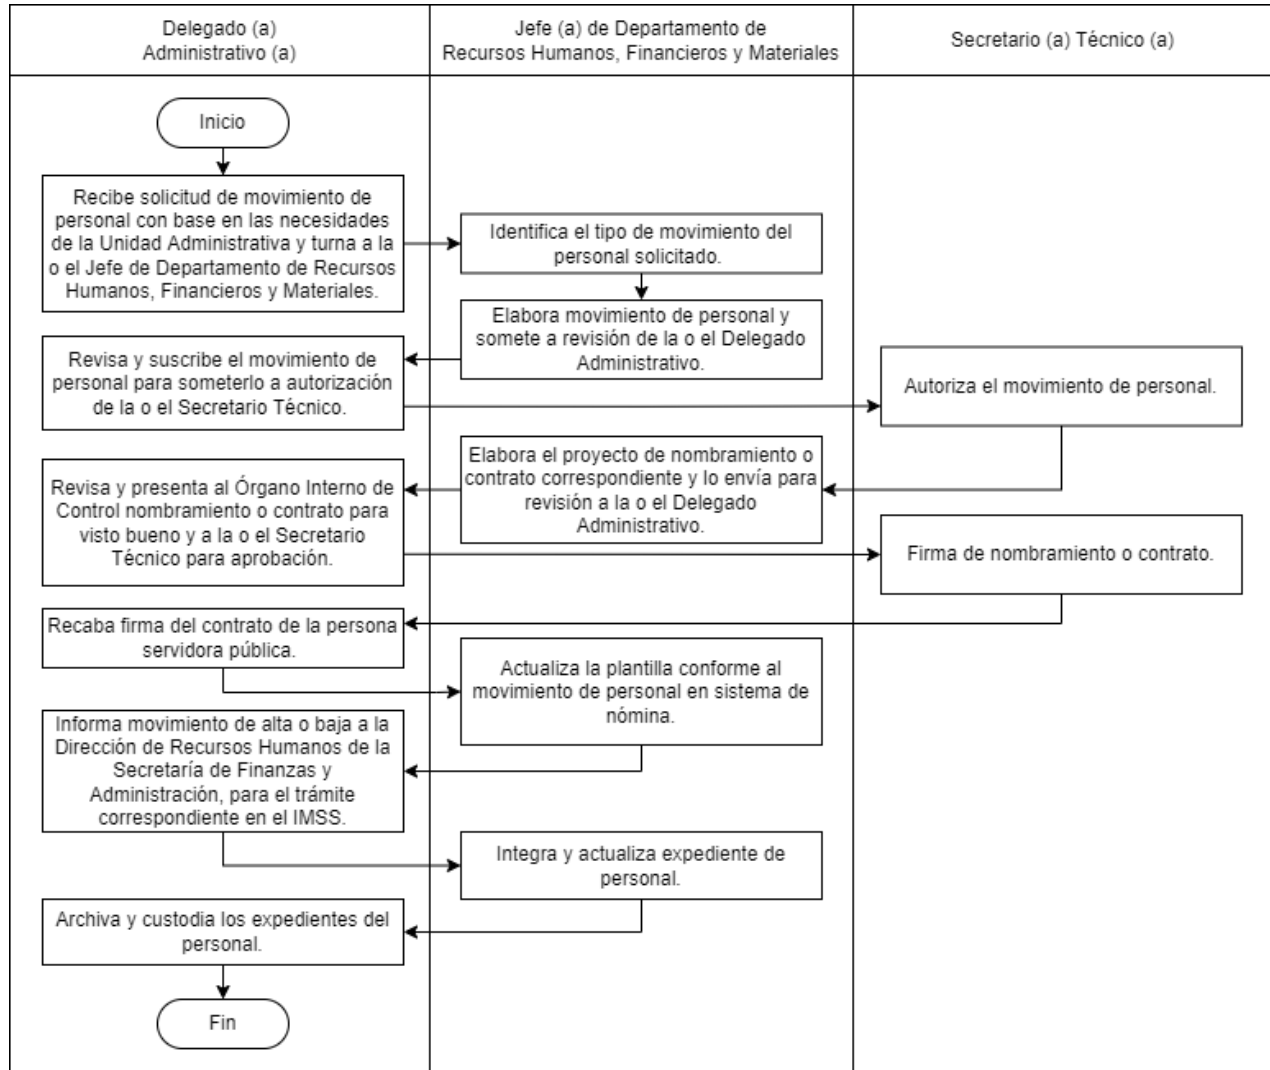 Delegado (a)
Administrativo (a)
Jefe (a) de Departamento de
Recursos Humanos, Financieros y Materiales
Secretario (a) Técnico (a)
Inicio
Recibe solicitud de movimiento de
personal con base en las necesidades
de la Unidad Administrativa y turna a la
o el Jefe de Departamento de Recursos
Humanos, Financieros y Materiales.
Identifica el tipo de movimiento del
personal solicitado.
Elabora movimiento de personal y
somete a revisión de la o el Delegado
Administrativo.
Revisa y suscribe el movimiento de
personal para someterlo a autorización
de la o el Secretario Técnico.
Autoriza el movimiento de personal.
Elabora el proyecto de nombramiento o
contrato correspondiente y lo envía para
revisión a la o el Delegado
Administrativo.
Revisa y presenta al Órgano Interno de
Control nombramiento o contrato para
visto bueno y a la o el Secretario
Técnico para aprobación.
Firma de nombramiento o contrato.
Recaba firma del contrato de la persona
servidora pública.
Actualiza la plantilla conforme al
movimiento de personal en sistema de
nómina.
Informa movimiento de alta o baja a la
Dirección de Recursos Humanos de la
Secretaría de Finanzas y
Administración, para el trámite
correspondiente en el IMSS.
Integra y actualiza expediente de
personal.
Archiva y custodia los expedientes del
personal.
Fin